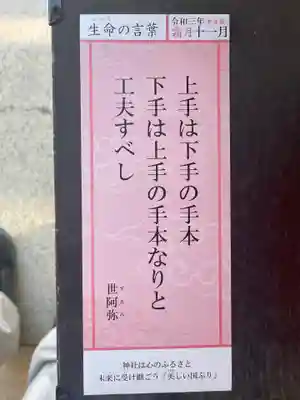 生命の言葉
令和三年
霜月十一月
上手は下手の手本
下手は上手の手本なりと
工夫すべし
世阿弥
神社は心のふるさと
未来に受け継ごう「美しい国ぶり」